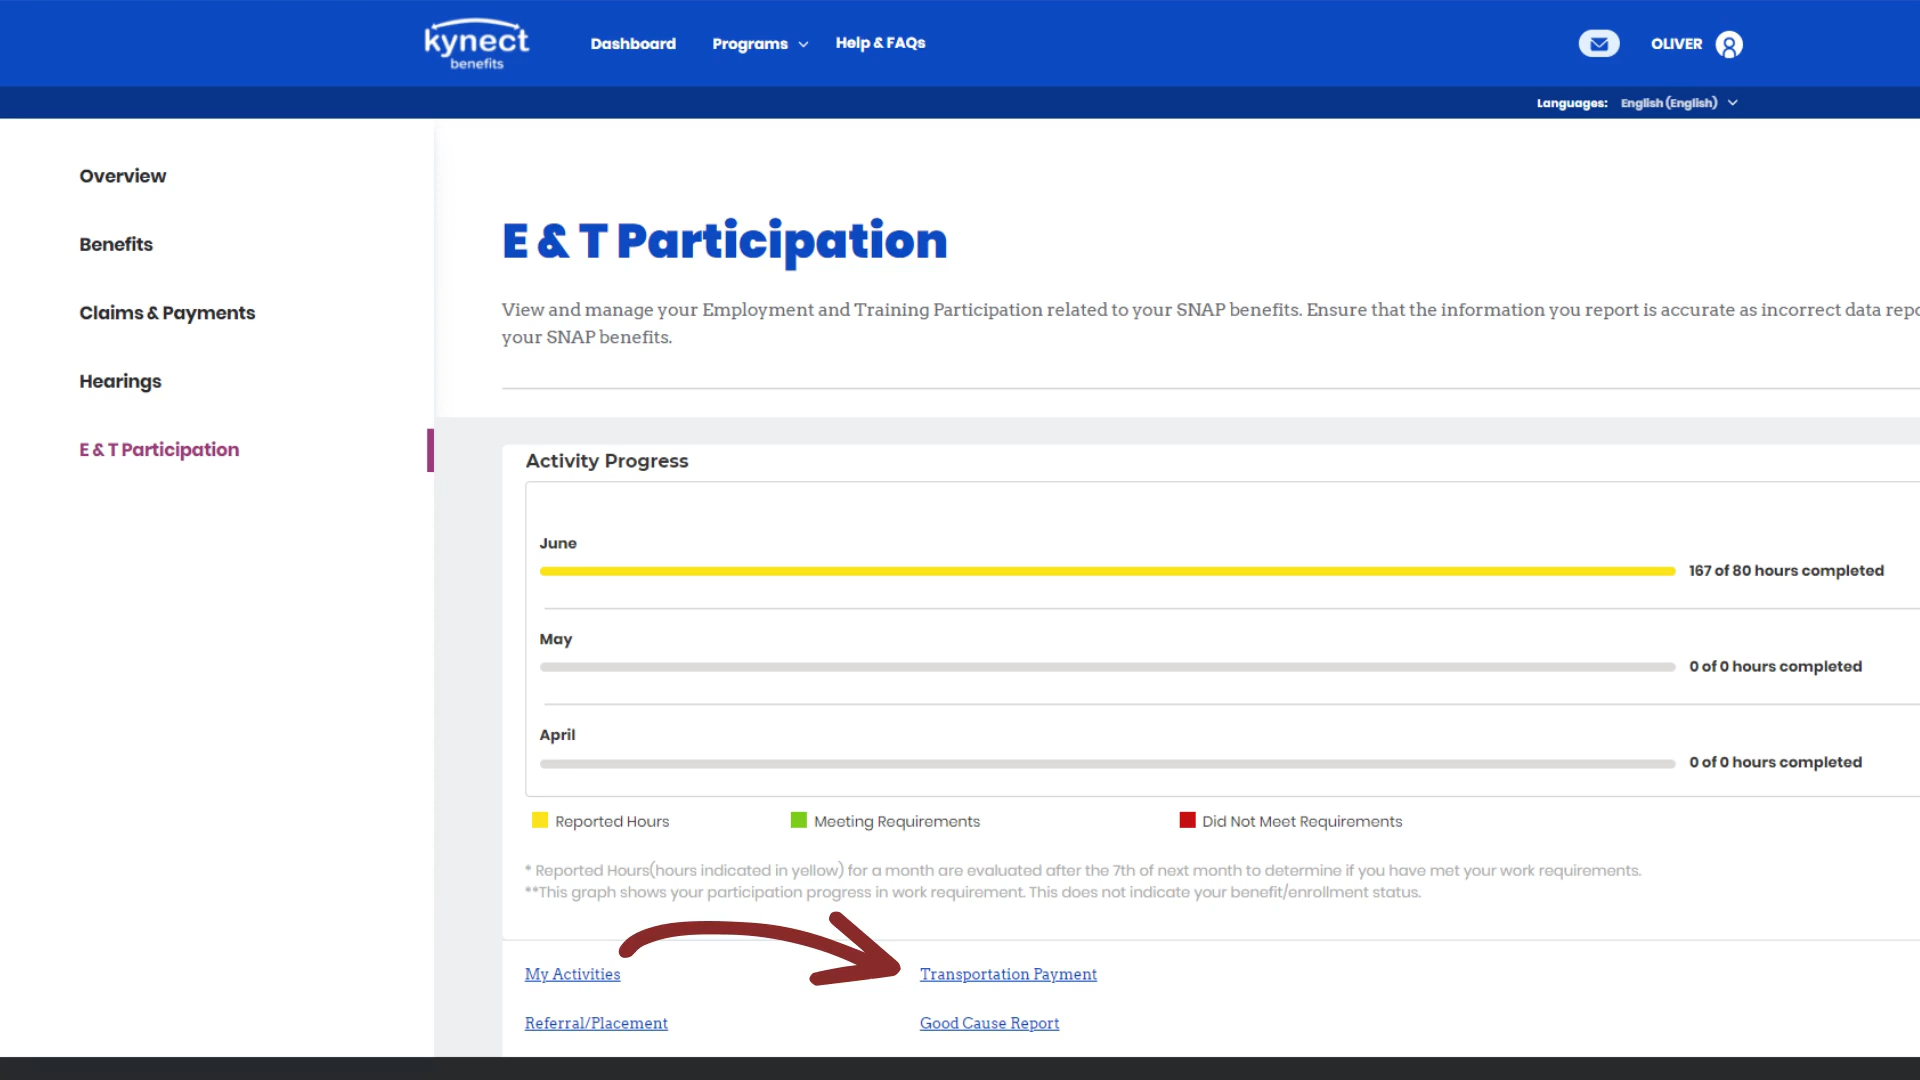 kynect
benefits
Dashboard
Programs
Help & FAQs
OLIVER
Languages: English (English)
Overview
Benefits
Claims & Payments
Hearings
E & T Participation
E & T Participation
View and manage your Employment and Training Participation related to your SNAP benefits. Ensure that the information you report is accurate as incorrect data repo
your SNAP benefits.
Activity Progress
June
167 of 80 hours completed
May
0 of 0 hours completed
April
0 of 0 hours completed
Reported Hours
Meeting Requirements
Did Not Meet Requirements
* Reported Hours(hours indicated in yellow) for a month are evaluated after the 7th of next month to determine if you have met your work requirements.
**This graph shows your participation progress in work requirement. This does not indicate your benefit/enrollment status.
My Activities
Transportation Payment
Referral/Placement
Good Cause Report